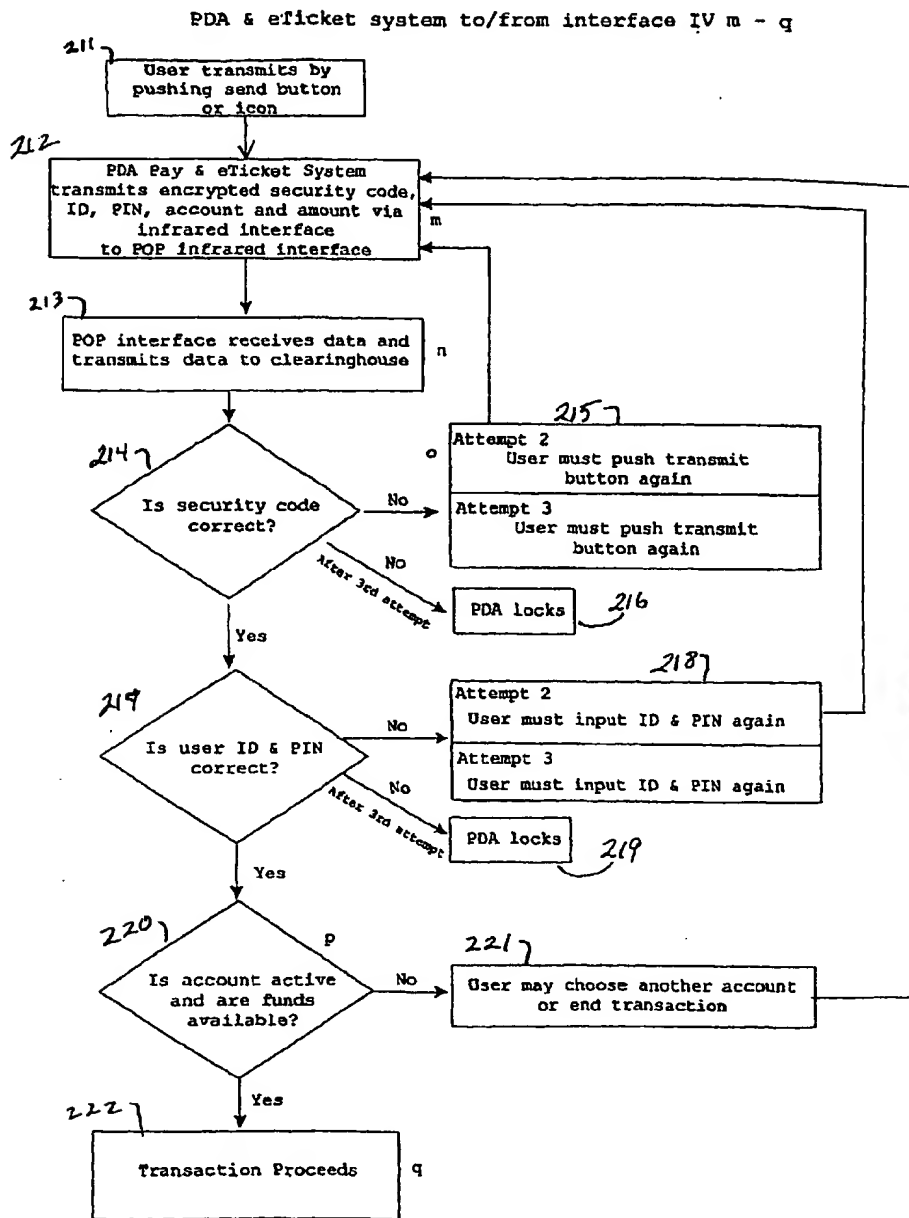 PDA & eTicket system to/from interface IV m - q
211
User transmits by
pushing send button
or icon
212
PDA Pay & eTicket System
transmits encrypted security code,
ID, PIN, account and amount via
infrared interface
to POP infrared interface
m
213
POP interface receives data and
transmits data to clearinghouse
n
214
Is security code
correct?
No
o
215
Attempt 2
User must push transmit
button again
Attempt 3
User must push transmit
button again
No
After 3rd attempt
PDA locks
216
Yes
219
Is user ID & PIN
correct?
No
218
Attempt 2
User must input ID & PIN again
Attempt 3
User must input ID & PIN again
No
After 3rd attempt
PDA locks
219
Yes
220
p
Is account active
and are funds
available?
No
221
User may choose another account
or end transaction
Yes
222
Transaction Proceeds
q